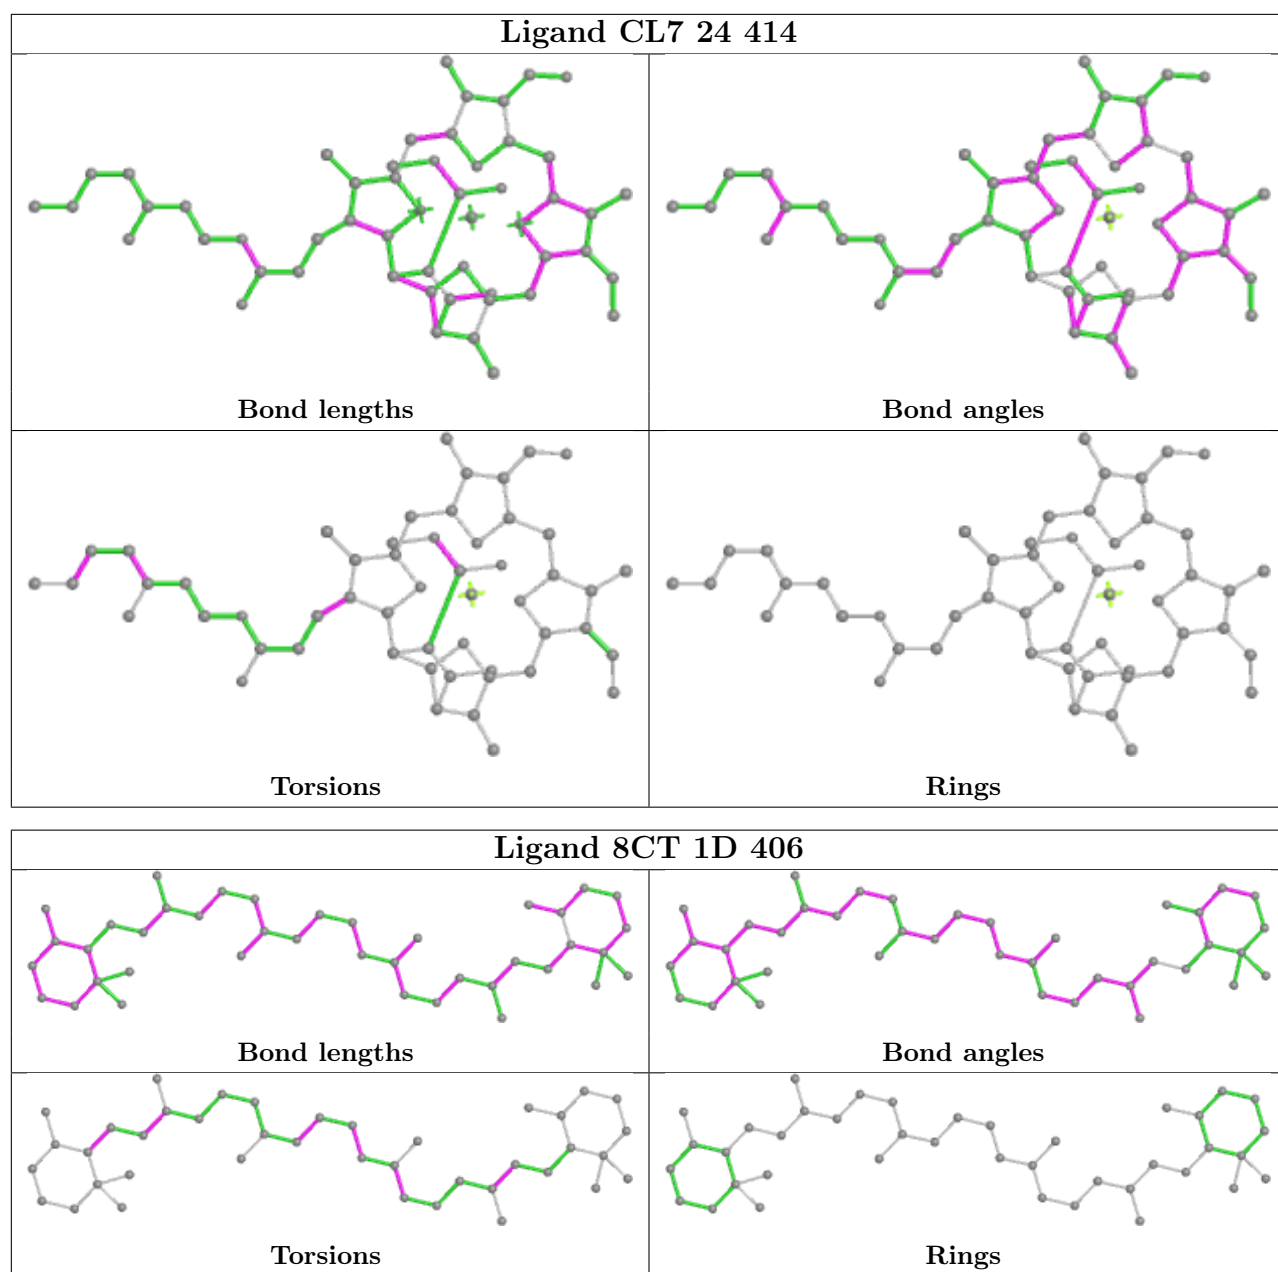 Ligand CL7 24 414
Bond lengths
Bond angles
Torsions
Rings
Ligand 8CT 1D 406
Bond lengths
Bond angles
Torsions
Rings